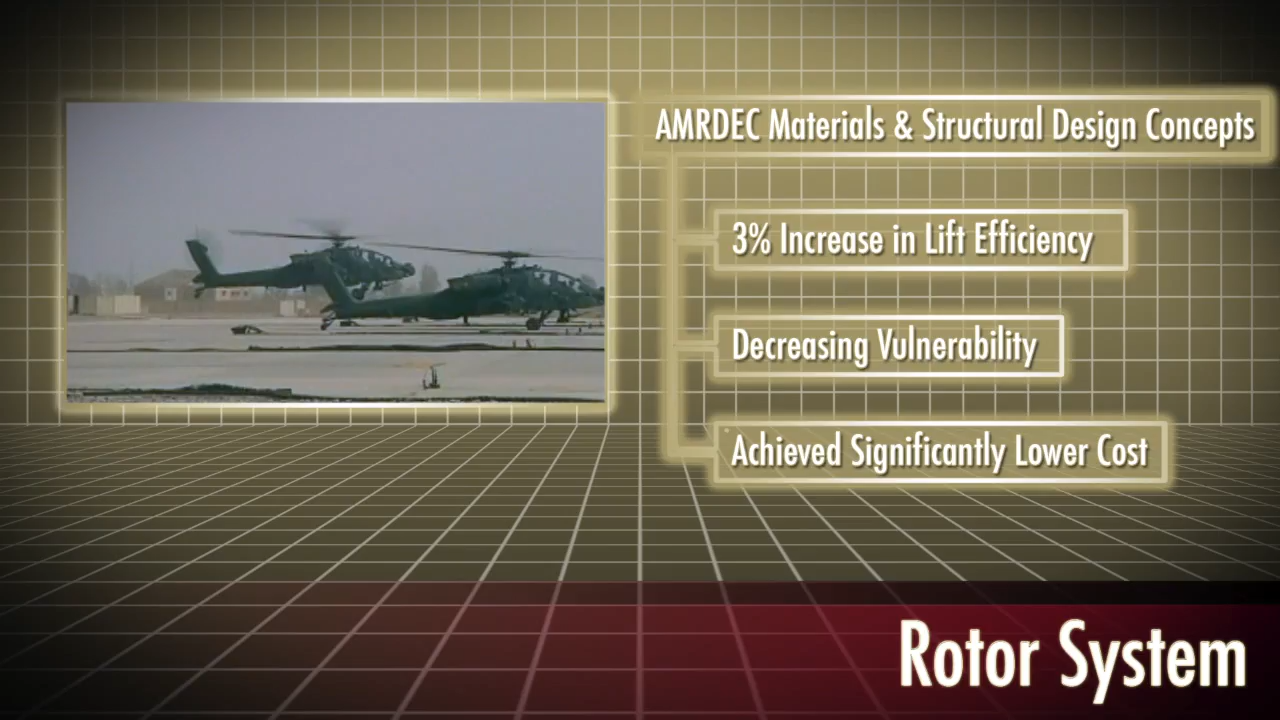 AMRDEC Materials & Structural Design Concepts
3% Increase in Lift Efficiency
Decreasing Vulnerability
Achieved Significantly Lower Cost
Rotor System